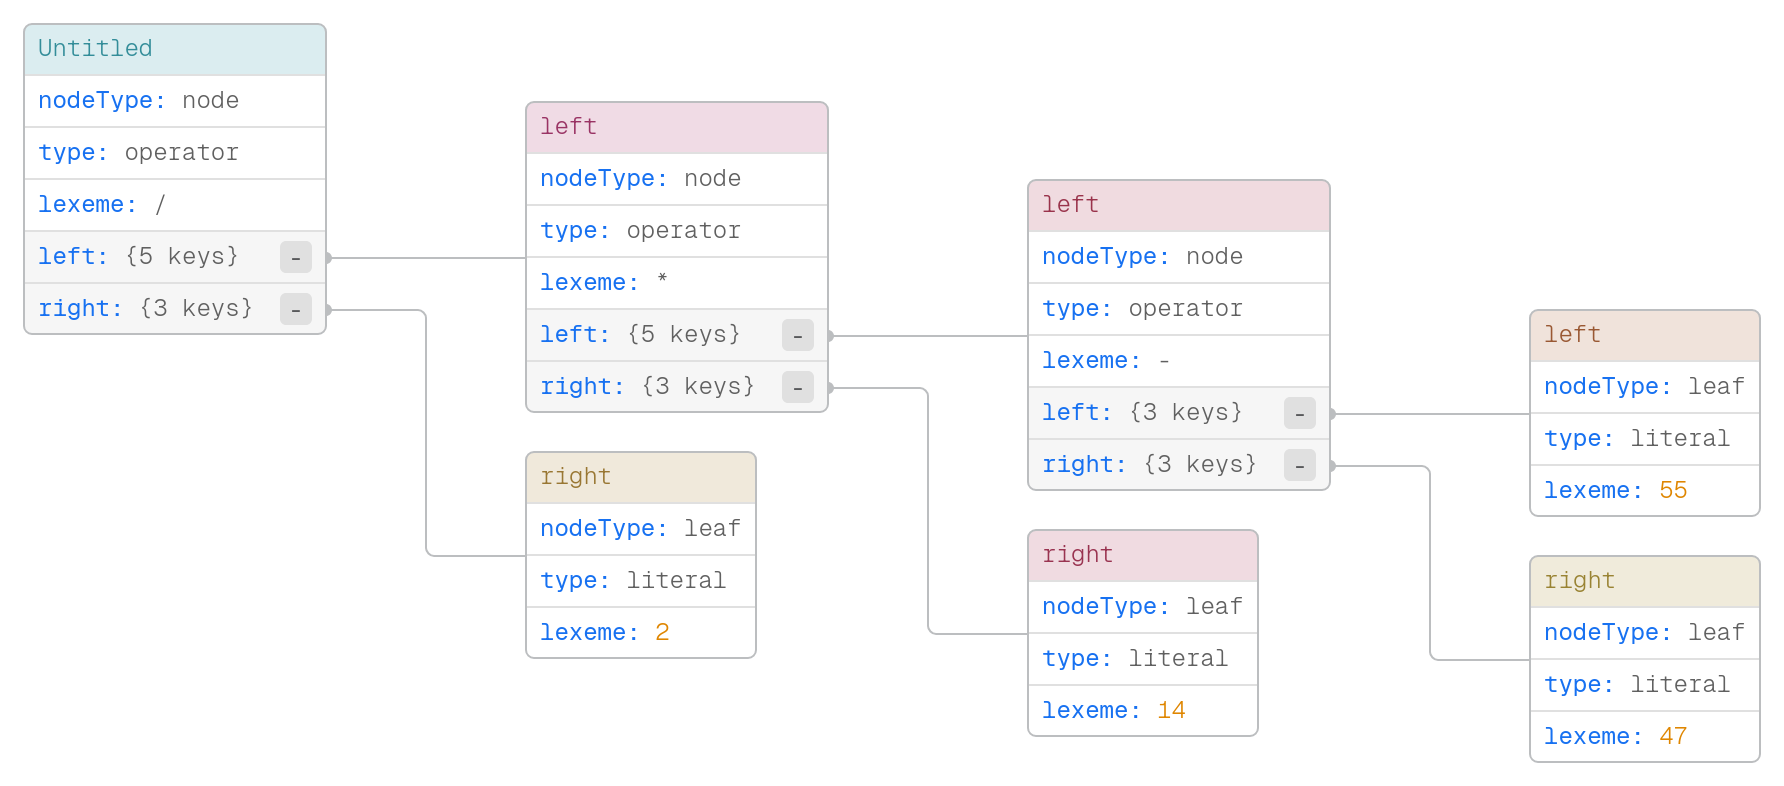 Untitled
nodeType: node
type: operator
lexeme: /
left: {5 keys} -
right: {3 keys} -
left
nodeType: node
type: operator
lexeme: *
left: {5 keys} -
right: {3 keys} -
right
nodeType: leaf
type: literal
lexeme: 2
left
nodeType: node
type: operator
lexeme: -
left: {3 keys} -
right: {3 keys} -
right
nodeType: leaf
type: literal
lexeme: 14
left
nodeType: leaf
type: literal
lexeme: 55
right
nodeType: leaf
type: literal
lexeme: 47